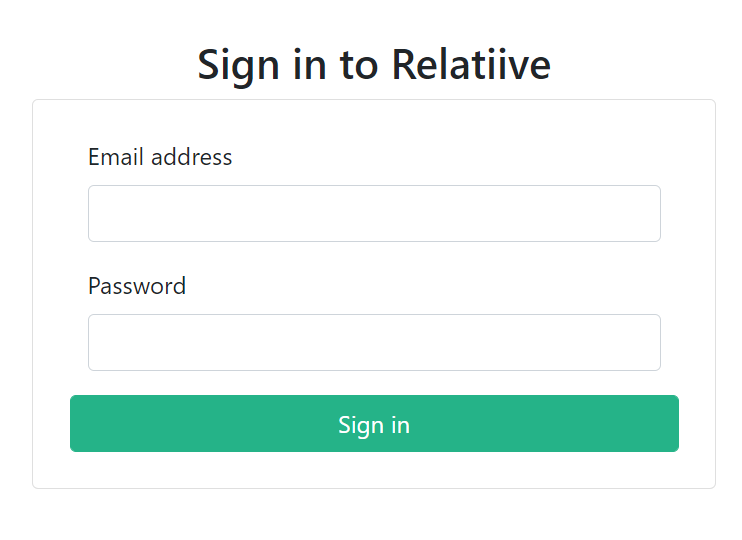 Sign in to Relatiive
Email address
Password
Sign in